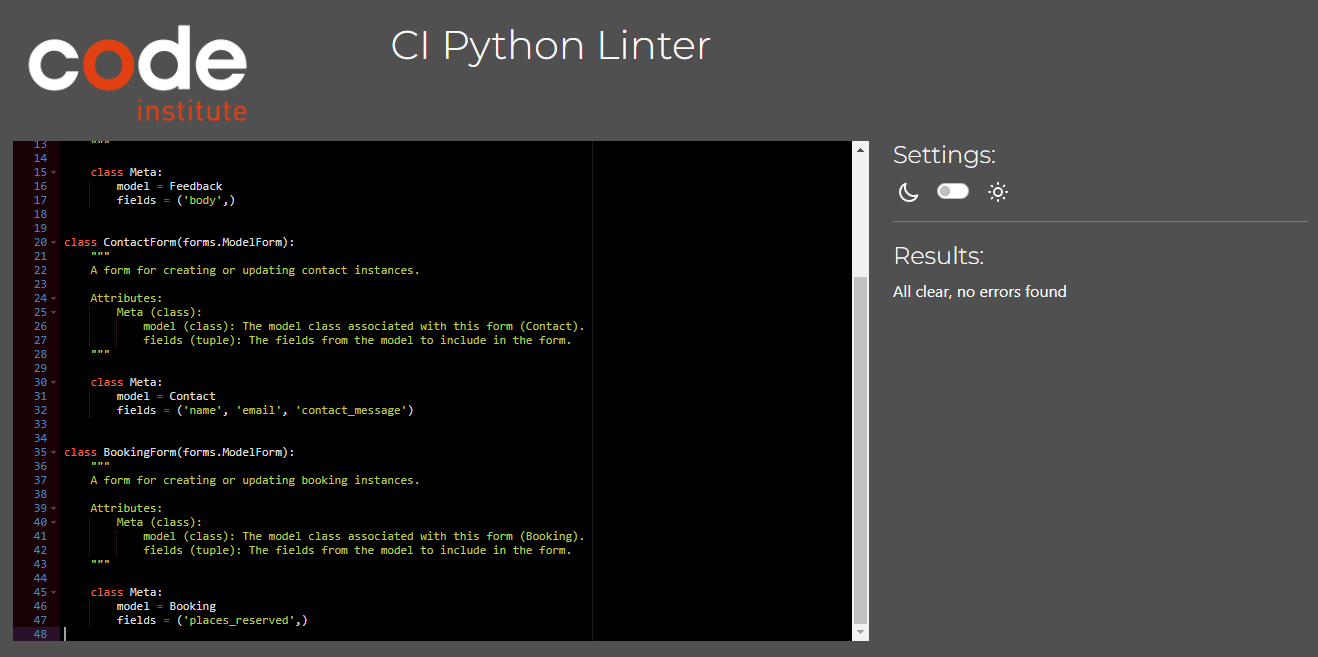 code
institute
CI Python Linter
13    """
14
15    class Meta:
16        model = Feedback
17        fields = ('body',)
18
19
20 class ContactForm(forms.ModelForm):
21    """
22    A form for creating or updating contact instances.
23
24    Attributes:
25        Meta (class):
26            model (class): The model class associated with this form (Contact).
27            fields (tuple): The fields from the model to include in the form.
28    """
29
30    class Meta:
31        model = Contact
32        fields = ('name', 'email', 'contact_message')
33
34
35 class BookingForm(forms.ModelForm):
36    """
37    A form for creating or updating booking instances.
38
39    Attributes:
40        Meta (class):
41            model (class): The model class associated with this form (Booking).
42            fields (tuple): The fields from the model to include in the form.
43    """
44
45    class Meta:
46        model = Booking
47        fields = ('places_reserved',)
48
Settings:
Results:
All clear, no errors found